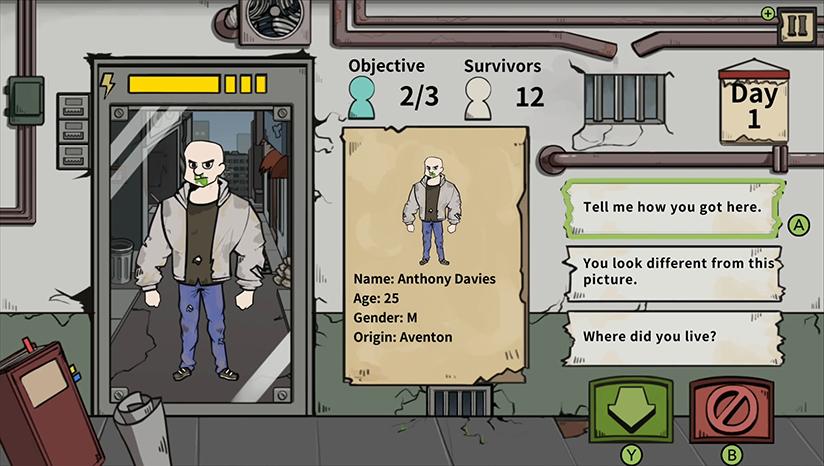 Objective
Survivors
2/3
12
Day
1
Name: Anthony Davies
Age: 25
Gender: M
Origin: Aventon
Tell me how you got here.
A
You look different from this
picture.
Where did you live?
Y
B